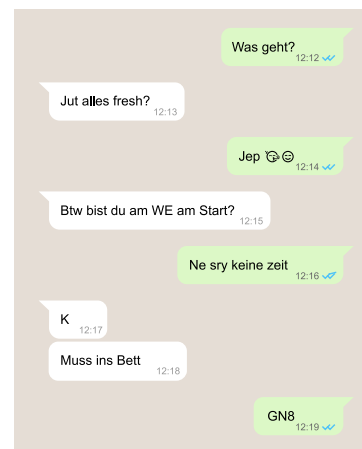 Was geht?
12:12
Jut alles fresh?
12:13
Jep 😘😊
12:14
Btw bist du am WE am Start?
12:15
Ne sry keine zeit
12:16
K
12:17
Muss ins Bett
12:18
GN8
12:19